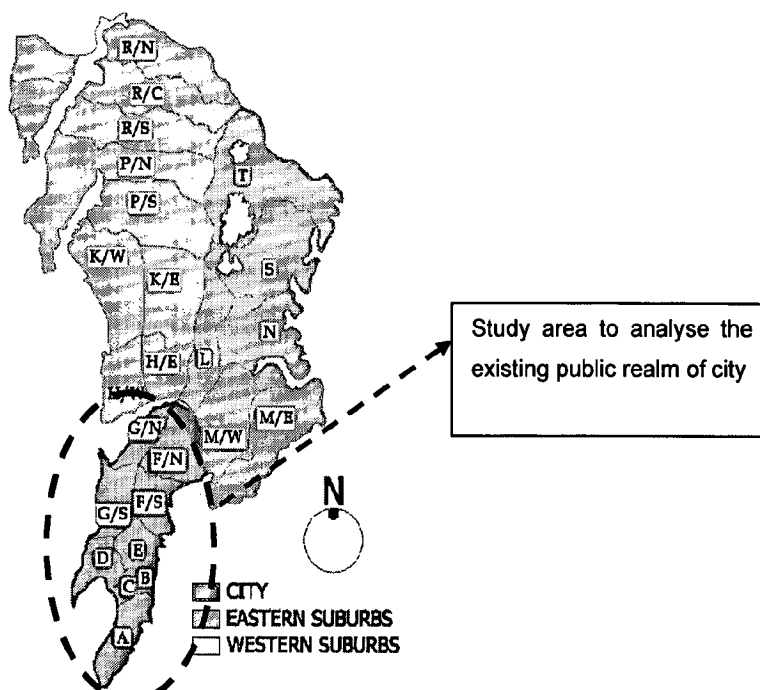 R/N
R/C
R/S
P/N
T
P/S
K/W
K/E
S
N
H/E
L
H/W
M/E
G/N
M/W
F/N
F/S
G/S
E
D
B
C
A
Study area to analyse the
existing public realm of city
N
CITY
EASTERN SUBURBS
WESTERN SUBURBS